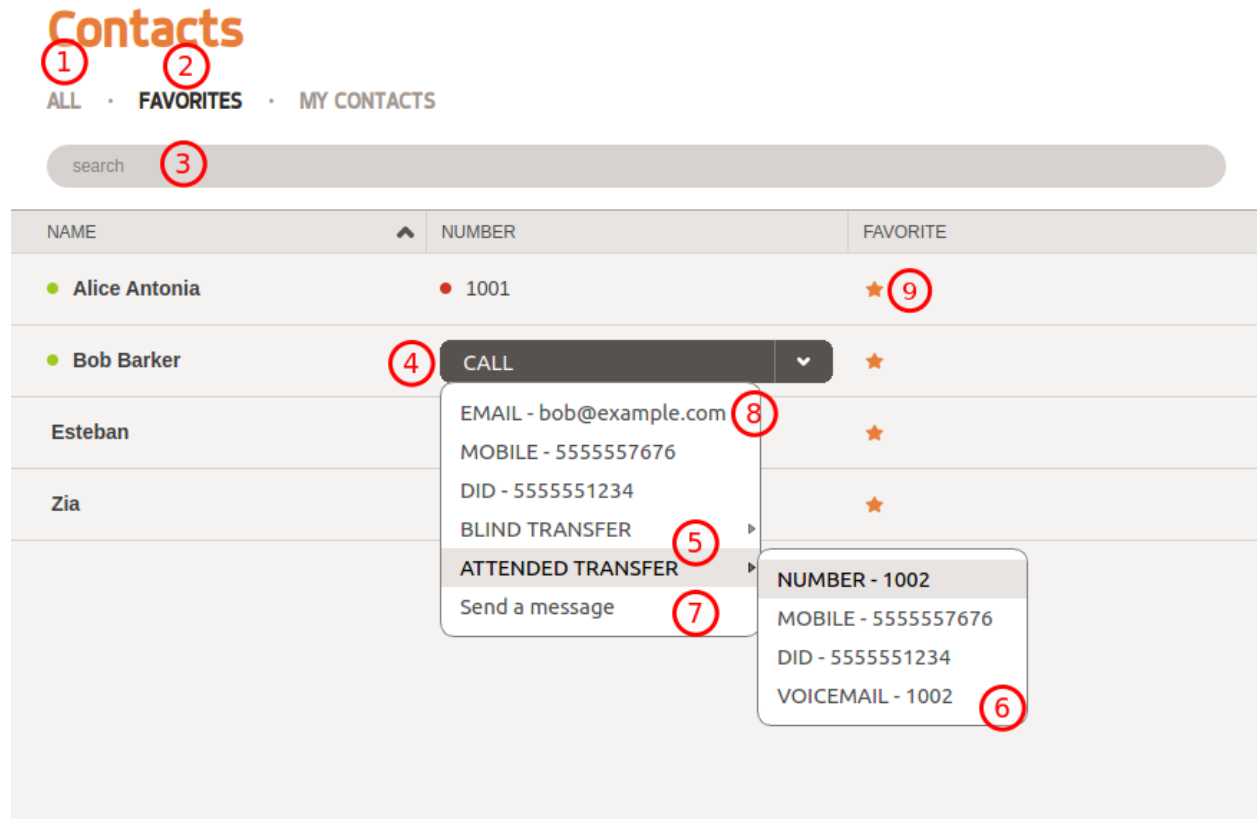 Contacts
1 2
ALL · FAVORITES · MY CONTACTS
search 3
NAME NUMBER FAVORITE
Alice Antonia 1001 9
Bob Barker 4 CALL
EMAIL - bob@example.com 8
Esteban
MOBILE - 5555557676
DID - 5555551234
Zia
BLIND TRANSFER 5
ATTENDED TRANSFER
NUMBER - 1002
Send a message 7
MOBILE - 5555557676
DID - 5555551234
VOICEMAIL - 1002 6